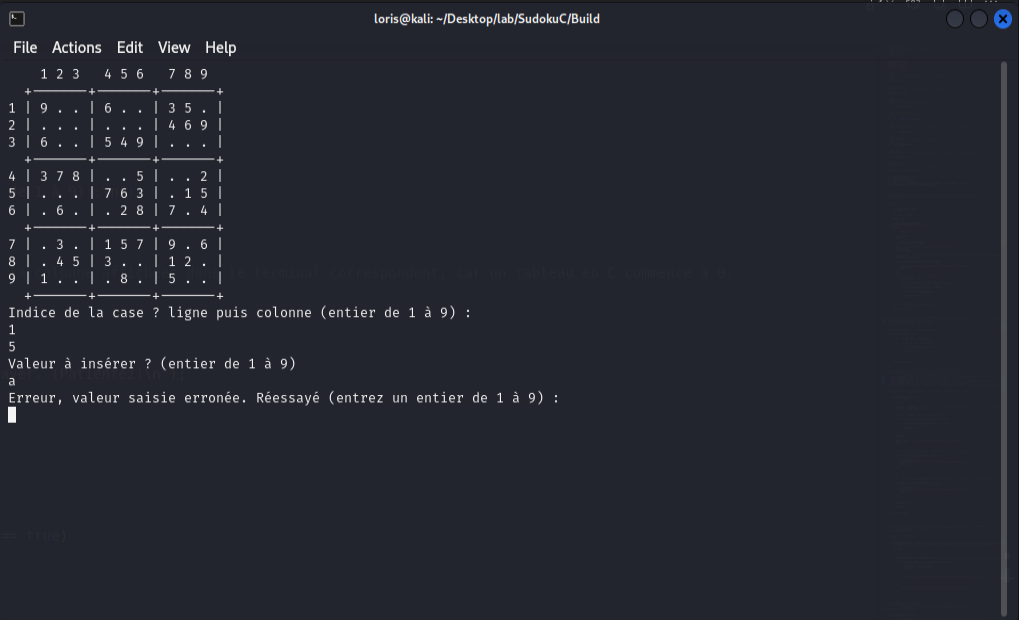 loris@kali: ~/Desktop/lab/SudokuC/Build
File Actions Edit View Help
1 2 3   4 5 6   7 8 9
+-------+-------+-------+
1 | 9 . . | 6 . . | 3 5 . |
2 | . . . | . . . | 4 6 9 |
3 | 6 . . | 5 4 9 | . . . |
+-------+-------+-------+
4 | 3 7 8 | . . 5 | . . 2 |
5 | . . . | 7 6 3 | . 1 5 |
6 | . 6 . | . 2 8 | 7 . 4 |
+-------+-------+-------+
7 | . 3 . | 1 5 7 | 9 . 6 |
8 | . 4 5 | 3 . . | 1 2 . |
9 | 1 . . | . 8 . | 5 . . |
+-------+-------+-------+
Indice de la case ? ligne puis colonne (entier de 1 à 9) :
1
5
Valeur à insérer ? (entier de 1 à 9)
a
Erreur, valeur saisie erronée. Réessayé (entrez un entier de 1 à 9) :